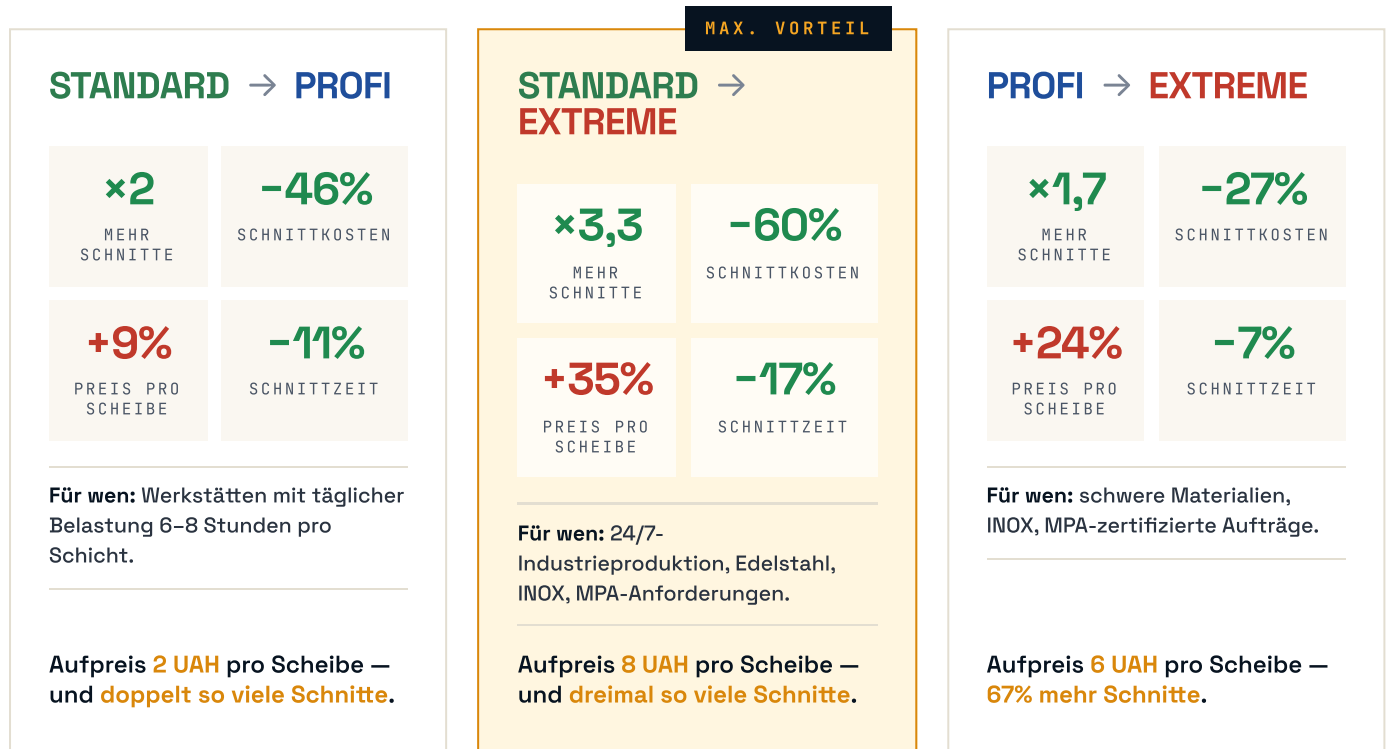 STANDARD → PROFI
×2
MEHR
SCHNITTE
−46%
SCHNITTKOSTEN
+9%
PREIS PRO
SCHEIBE
−11%
SCHNITTZEIT
Für wen: Werkstätten mit täglicher
Belastung 6–8 Stunden pro
Schicht.
Aufpreis 2 UAH pro Scheibe —
und doppelt so viele Schnitte.
MAX. VORTEIL
STANDARD →
EXTREME
×3,3
MEHR
SCHNITTE
−60%
SCHNITTKOSTEN
+35%
PREIS PRO
SCHEIBE
−17%
SCHNITTZEIT
Für wen: 24/7-
Industrieproduktion, Edelstahl,
INOX, MPA-Anforderungen.
Aufpreis 8 UAH pro Scheibe —
und dreimal so viele Schnitte.
PROFI → EXTREME
×1,7
MEHR
SCHNITTE
−27%
SCHNITTKOSTEN
+24%
PREIS PRO
SCHEIBE
−7%
SCHNITTZEIT
Für wen: schwere Materialien,
INOX, MPA-zertifizierte Aufträge.
Aufpreis 6 UAH pro Scheibe —
67% mehr Schnitte.